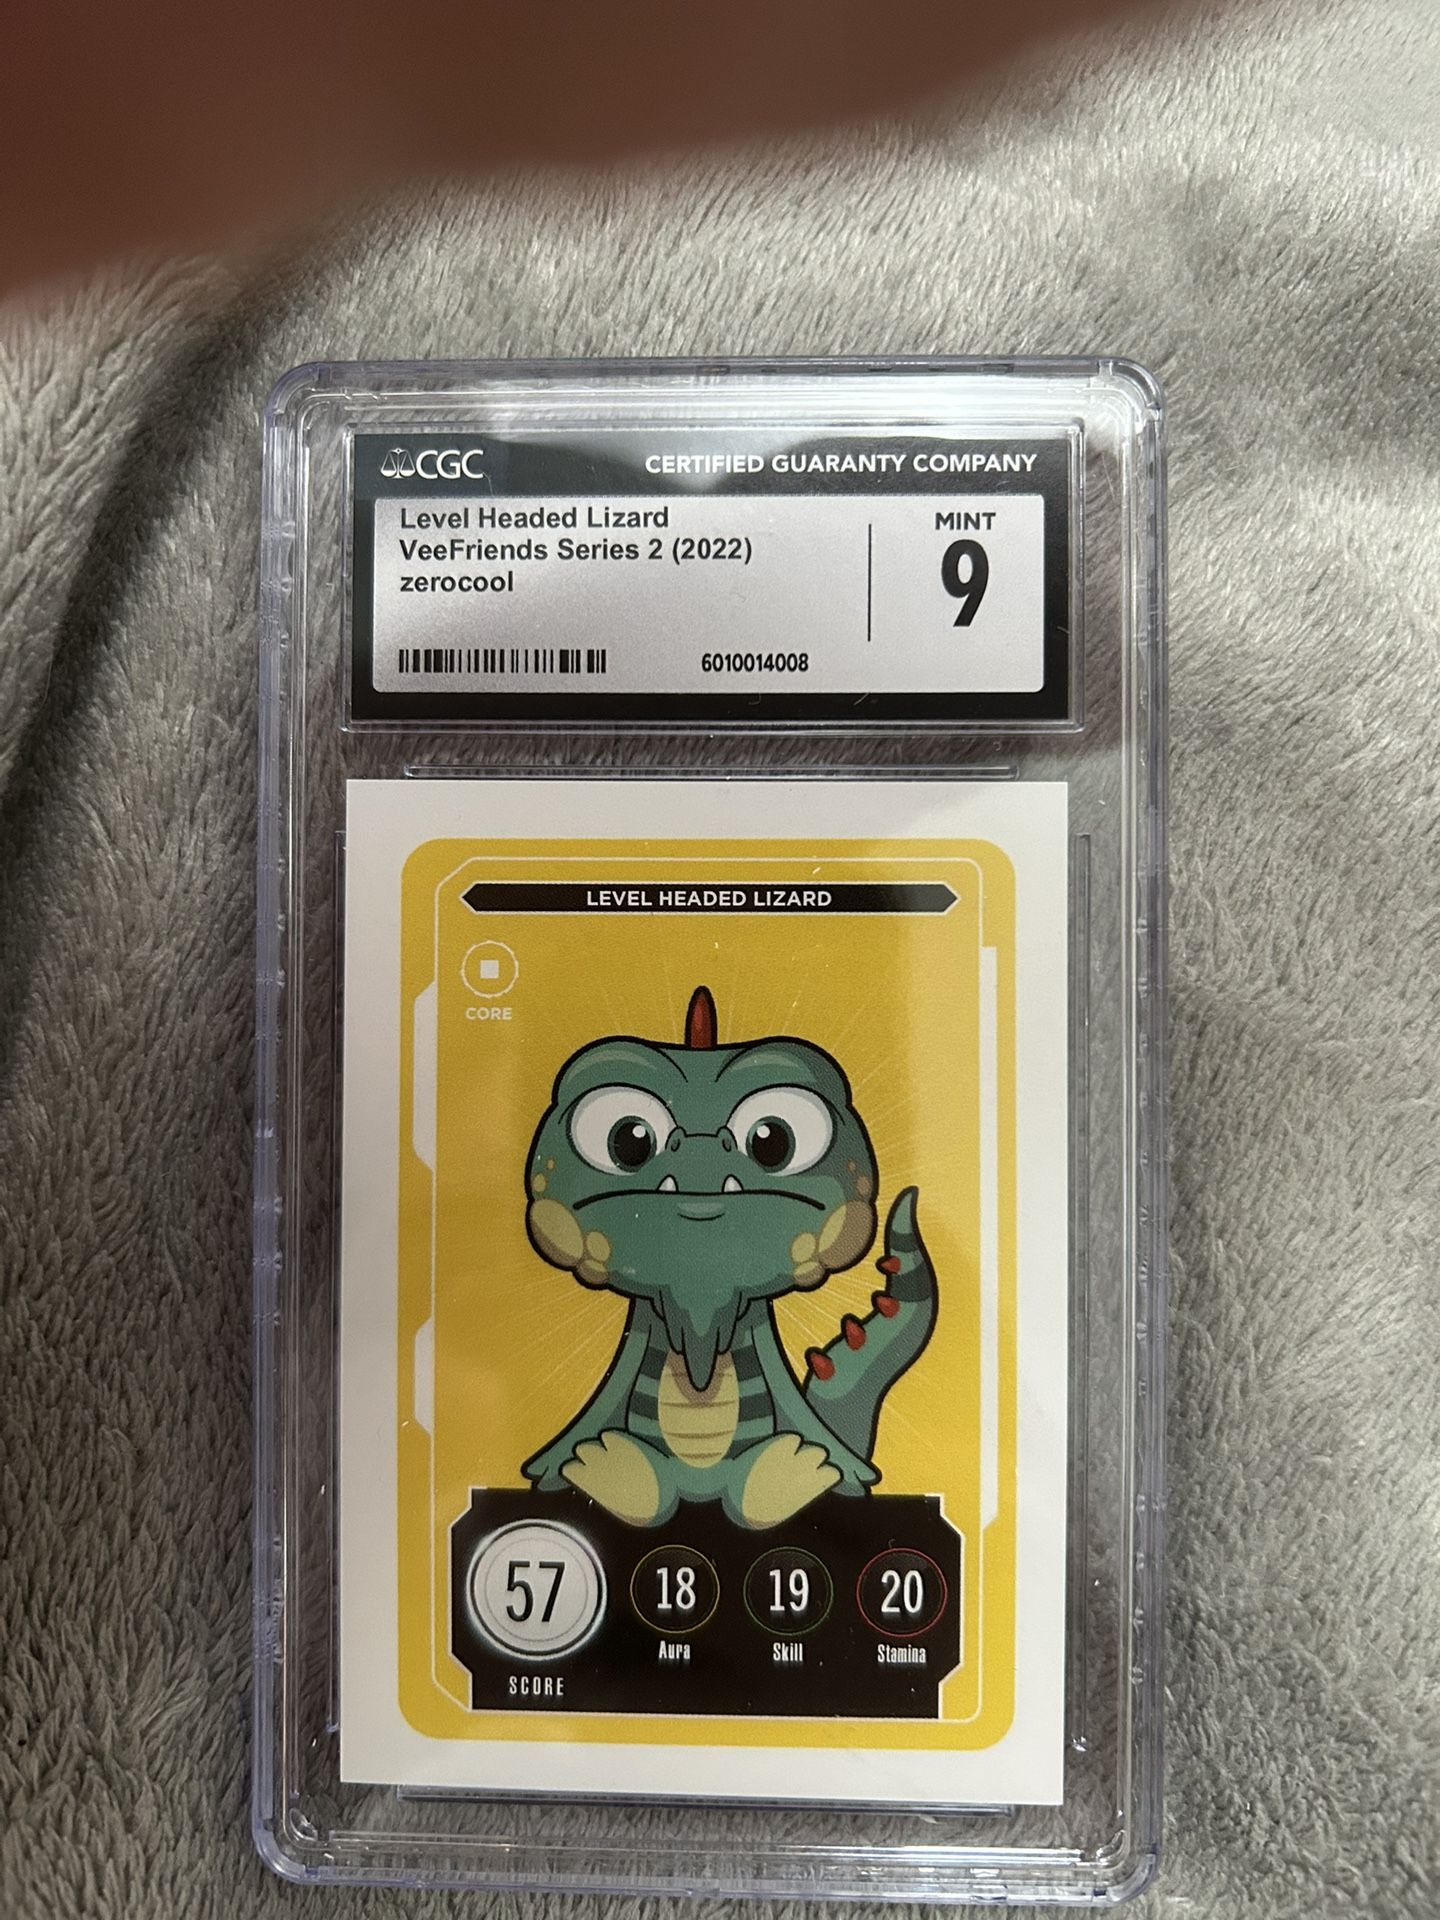 CGC CERTIFIED GUARANTY COMPANY
Level Headed Lizard
VeeFriends Series 2 (2022)
zerocool
MINT
9
6010014008
LEVEL HEADED LIZARD
CORE
57 18 19 20
Aura Skill Stamina
SCORE